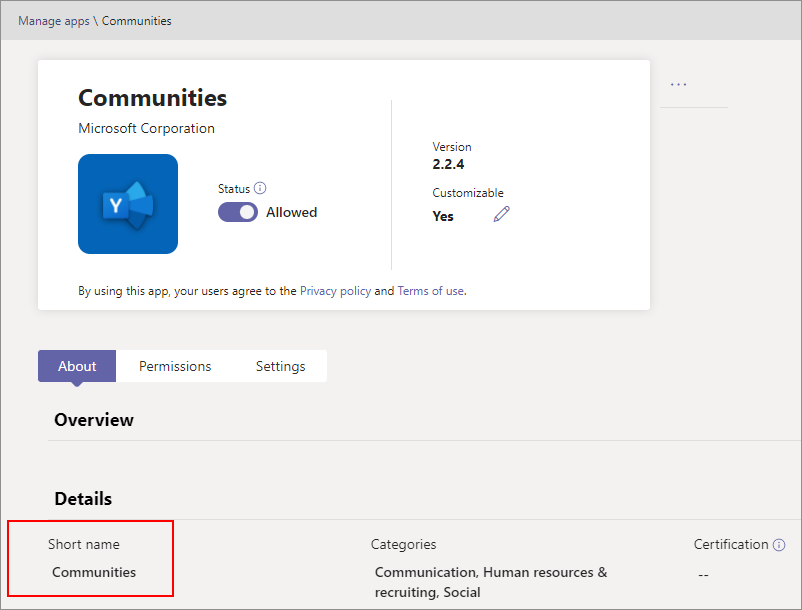 Manage apps \ Communities
Communities
Microsoft Corporation
Y
Status
Allowed
Version
2.2.4
Customizable
Yes
By using this app, your users agree to the Privacy policy and Terms of use.
...
About Permissions Settings
Overview
Details
Short name
Communities
Categories
Communication, Human resources &
recruiting, Social
Certification
--